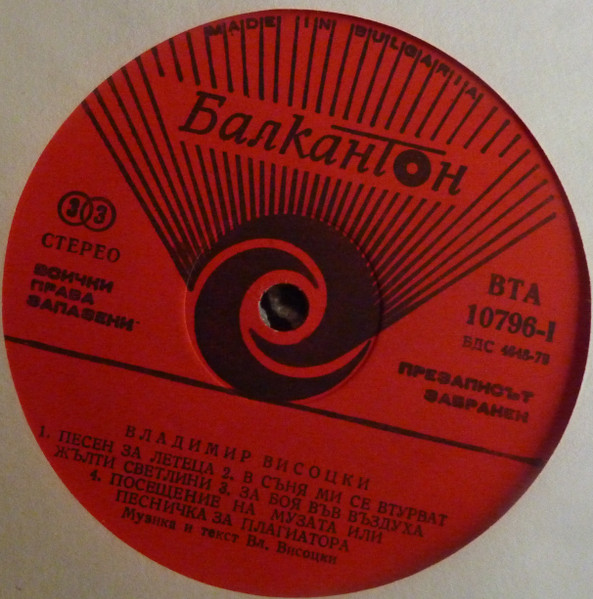 MADE IN BULGARIA
Балкантон
33
СТЕРЕО
ВСИЧКИ
ПРАВА
ЗАПАЗЕНИ
ВТА
10796-I
БДС 4645-79
ПРЕЗАПИСЪТ
ЗАБРАНЕН
ВЛАДИМИР ВИСОЦКИ
1. ПЕСЕН ЗА ЛЕТЕЦА 2. В СЪНЯ МИ СЕ ВТУРВАТ
ЖЪЛТИ СВЕТЛИНИ 3. ЗА БОЯ ВЪВ ВЪЗДУХА
4. ПОСЕЩЕНИЕ НА МУЗАТА ИЛИ
ПЕСНИЧКА ЗА ПЛАГИАТОРА
Музика и текст Вл. Висоцки